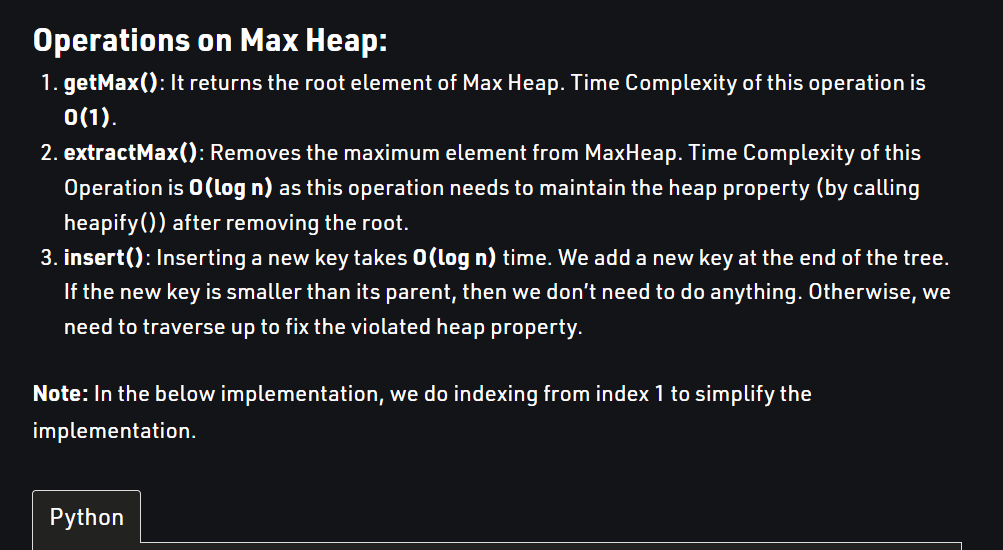 Operations on Max Heap:
1. getMax(): It returns the root element of Max Heap. Time Complexity of this operation is
O(1).
2. extractMax(): Removes the maximum element from MaxHeap. Time Complexity of this
Operation is O(log n) as this operation needs to maintain the heap property (by calling
heapify()) after removing the root.
3. insert(): Inserting a new key takes O(log n) time. We add a new key at the end of the tree.
If the new key is smaller than its parent, then we don’t need to do anything. Otherwise, we
need to traverse up to fix the violated heap property.
Note: In the below implementation, we do indexing from index 1 to simplify the
implementation.
Python